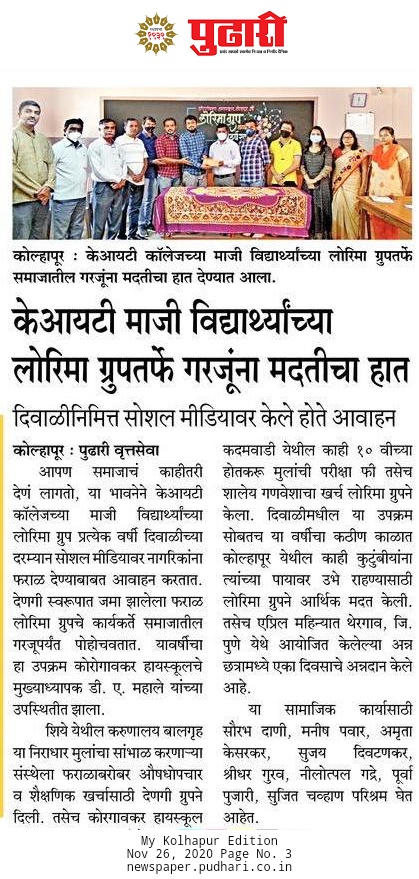 १९३९
पुढारी
लोरिमा ग्रुप
कोल्हापूर : केआयटी कॉलेजच्या माजी विद्यार्थ्यांच्या लोरिमा ग्रुपतर्फे
समाजातील गरजूंना मदतीचा हात देण्यात आला.
केआयटी माजी विद्यार्थ्यांच्या
लोरिमा ग्रुपतर्फे गरजूंना मदतीचा हात
दिवाळीनिमित्त सोशल मीडियावर केले होते आवाहन
कोल्हापूर : पुढारी वृत्तसेवा
आपण समाजाचं काहीतरी
देणं लागतो, या भावनेने केआयटी
कॉलेजच्या माजी विद्यार्थ्यांच्या
लोरिमा ग्रुप प्रत्येक वर्षी दिवाळीच्या
दरम्यान सोशल मीडियावर नागरिकांना
फराळ देण्याबाबत आवाहन करतात.
देणगी स्वरूपात जमा झालेला फराळ
लोरिमा ग्रुपचे कार्यकर्ते समाजातील
गरजूपर्यंत पोहोचवतात. यावर्षीचा
हा उपक्रम कोरोगावकर हायस्कूलचे
मुख्याध्यापक डी. ए. महाले यांच्या
उपस्थितीत झाला.
शिये येथील करुणालय बालगृह
या निराधार मुलांचा सांभाळ करणाऱ्या
संस्थेला फराळाबरोबर औषधोपचार
व शैक्षणिक खर्चासाठी देणगी ग्रुपने
दिली. तसेच कोरगावकर हायस्कूल
कदमवाडी येथील काही १० वीच्या
होतकरू मुलांची परीक्षा फी तसेच
शालेय गणवेशाचा खर्च लोरिमा ग्रुपने
केला. दिवाळीमधील या उपक्रम
सोबतच या वर्षीचा कठीण काळात
कोल्हापूर येथील काही कुटुंबीयांना
त्यांच्या पायावर उभे राहण्यासाठी
लोरिमा ग्रुपने आर्थिक मदत केली.
तसेच एप्रिल महिन्यात थेरगाव, जि.
पुणे येथे आयोजित केलेल्या अन्न
छत्रामध्ये एका दिवसाचे अन्नदान केले
आहे.
या सामाजिक कार्यासाठी
सौरभ दाणी, मनीष पवार, अमृता
केसरकर, सुजय दिवटणकर,
श्रीधर गुरव, नीलोत्पल गद्रे, पूर्वा
पुजारी, सुजित चव्हाण परिश्रम घेत
आहेत.
My Kolhapur Edition
Nov 26, 2020 Page No. 3
newspaper.pudhari.co.in